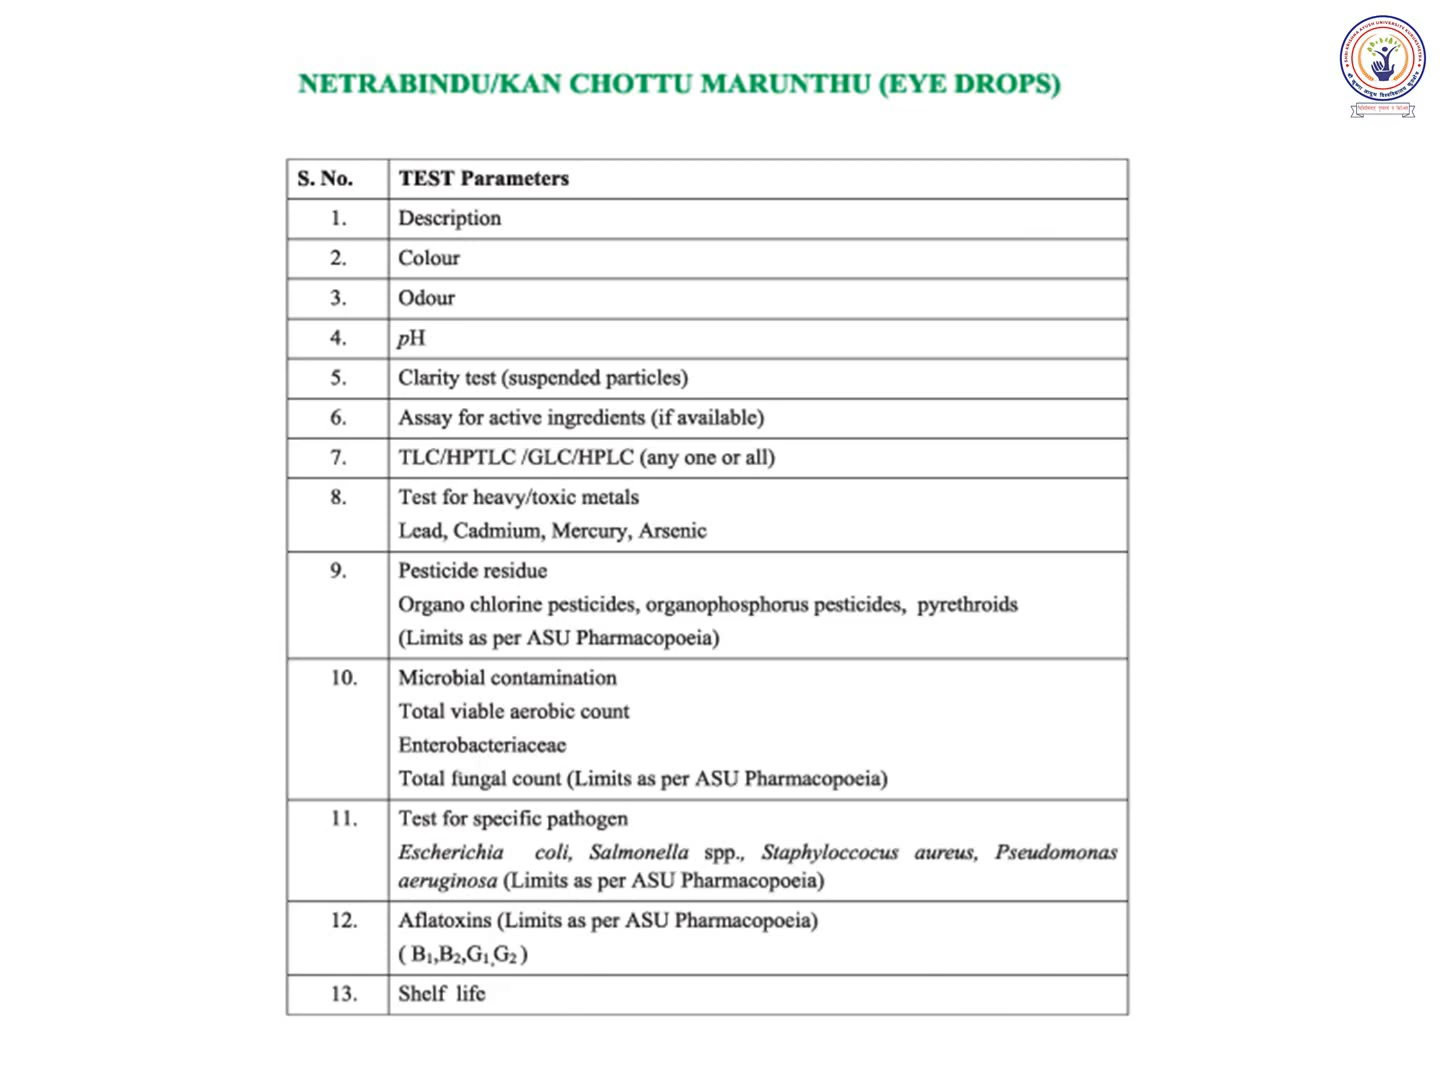 NETRABINDU/KAN CHOTTU MARUNTHU (EYE DROPS)
SHRI KRISHNA AYUSH UNIVERSITY KURUKSHETRA
S. No. TEST Parameters
1. Description
2. Colour
3. Odour
4. pH
5. Clarity test (suspended particles)
6. Assay for active ingredients (if available)
7. TLC/HPTLC /GLC/HPLC (any one or all)
8. Test for heavy/toxic metals
Lead, Cadmium, Mercury, Arsenic
9. Pesticide residue
Organo chlorine pesticides, organophosphorus pesticides, pyrethroids
(Limits as per ASU Pharmacopoeia)
10. Microbial contamination
Total viable aerobic count
Enterobacteriaceae
Total fungal count (Limits as per ASU Pharmacopoeia)
11. Test for specific pathogen
Escherichia coli, Salmonella spp., Staphyloccocus aureus, Pseudomonas
aeruginosa (Limits as per ASU Pharmacopoeia)
12. Aflatoxins (Limits as per ASU Pharmacopoeia)
( B₁,B₂,G₁,G₂ )
13. Shelf life